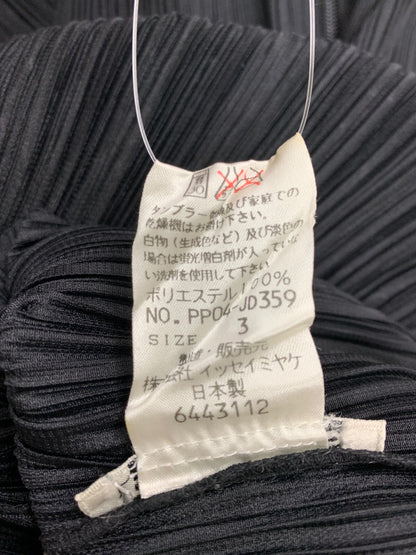 タンブラー乾燥及び家庭での
乾燥機はお避け下さい。
白物(生成色など)及び淡色の
場合は蛍光増白剤が入っていな
い洗剤を使用して下さい。
ポリエステル100%
NO. PP04-JD359
SIZE 3
製造・販売元
株式会社 イッセイミヤケ
日本製
6443112